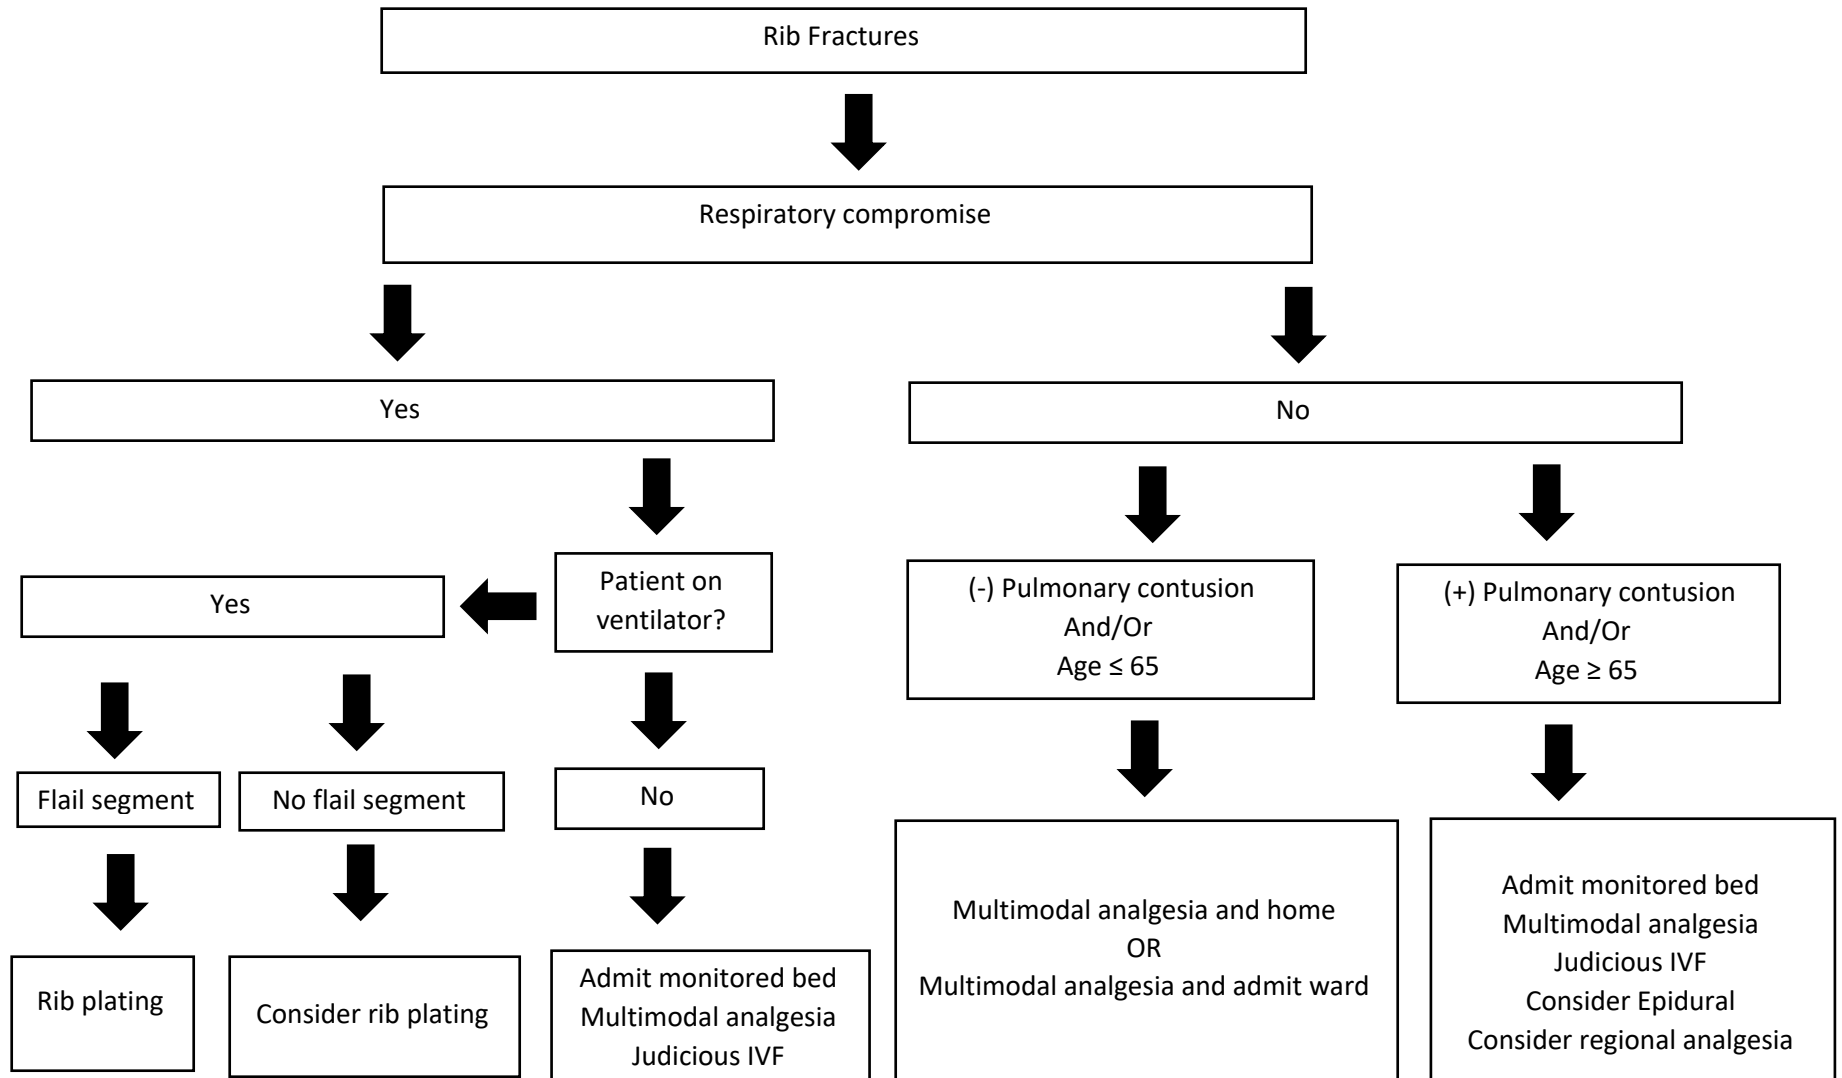 Rib Fractures
Respiratory compromise
Yes
No
Patient on
ventilator?
Yes
(-) Pulmonary contusion
And/Or
Age ≤ 65
(+) Pulmonary contusion
And/Or
Age ≥ 65
Flail segment
No flail segment
No
Rib plating
Consider rib plating
Admit monitored bed
Multimodal analgesia
Judicious IVF
Multimodal analgesia and home
OR
Multimodal analgesia and admit ward
Admit monitored bed
Multimodal analgesia
Judicious IVF
Consider Epidural
Consider regional analgesia